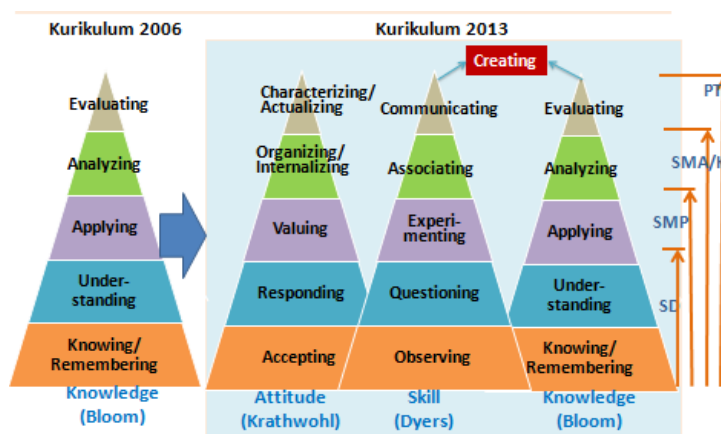 Kurikulum 2006
Kurikulum 2013
Evaluating
Analyzing
Applying
Under-
standing
Knowing/
Remembering
Knowledge
(Bloom)
Creating
Characterizing/
Actualizing
Organizing/
Internalizing
Valuing
Responding
Accepting
Attitude
(Krathwohl)
Communicating
Associating
Experi-
menting
Questioning
Observing
Skill
(Dyers)
Evaluating
Analyzing
Applying
Under-
standing
Knowing/
Remembering
Knowledge
(Bloom)
PT
SMA/K
SMP
SD